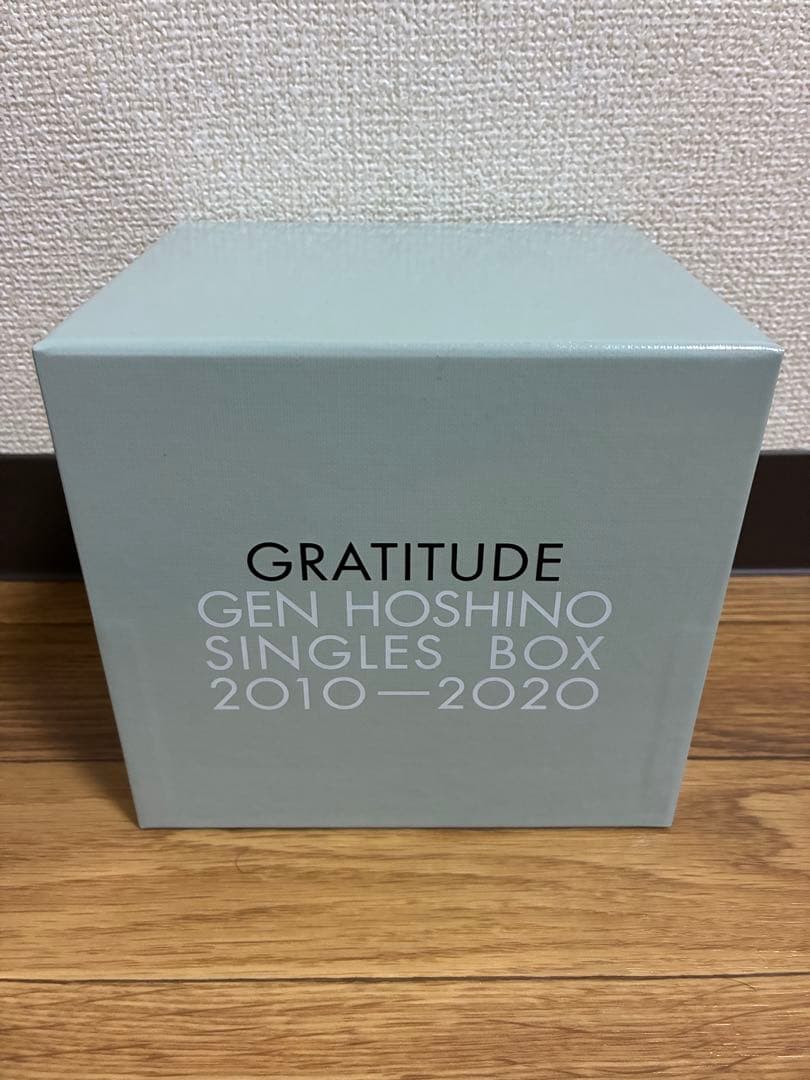 GRATITUDE
GEN HOSHINO
SINGLES BOX
2010—2020